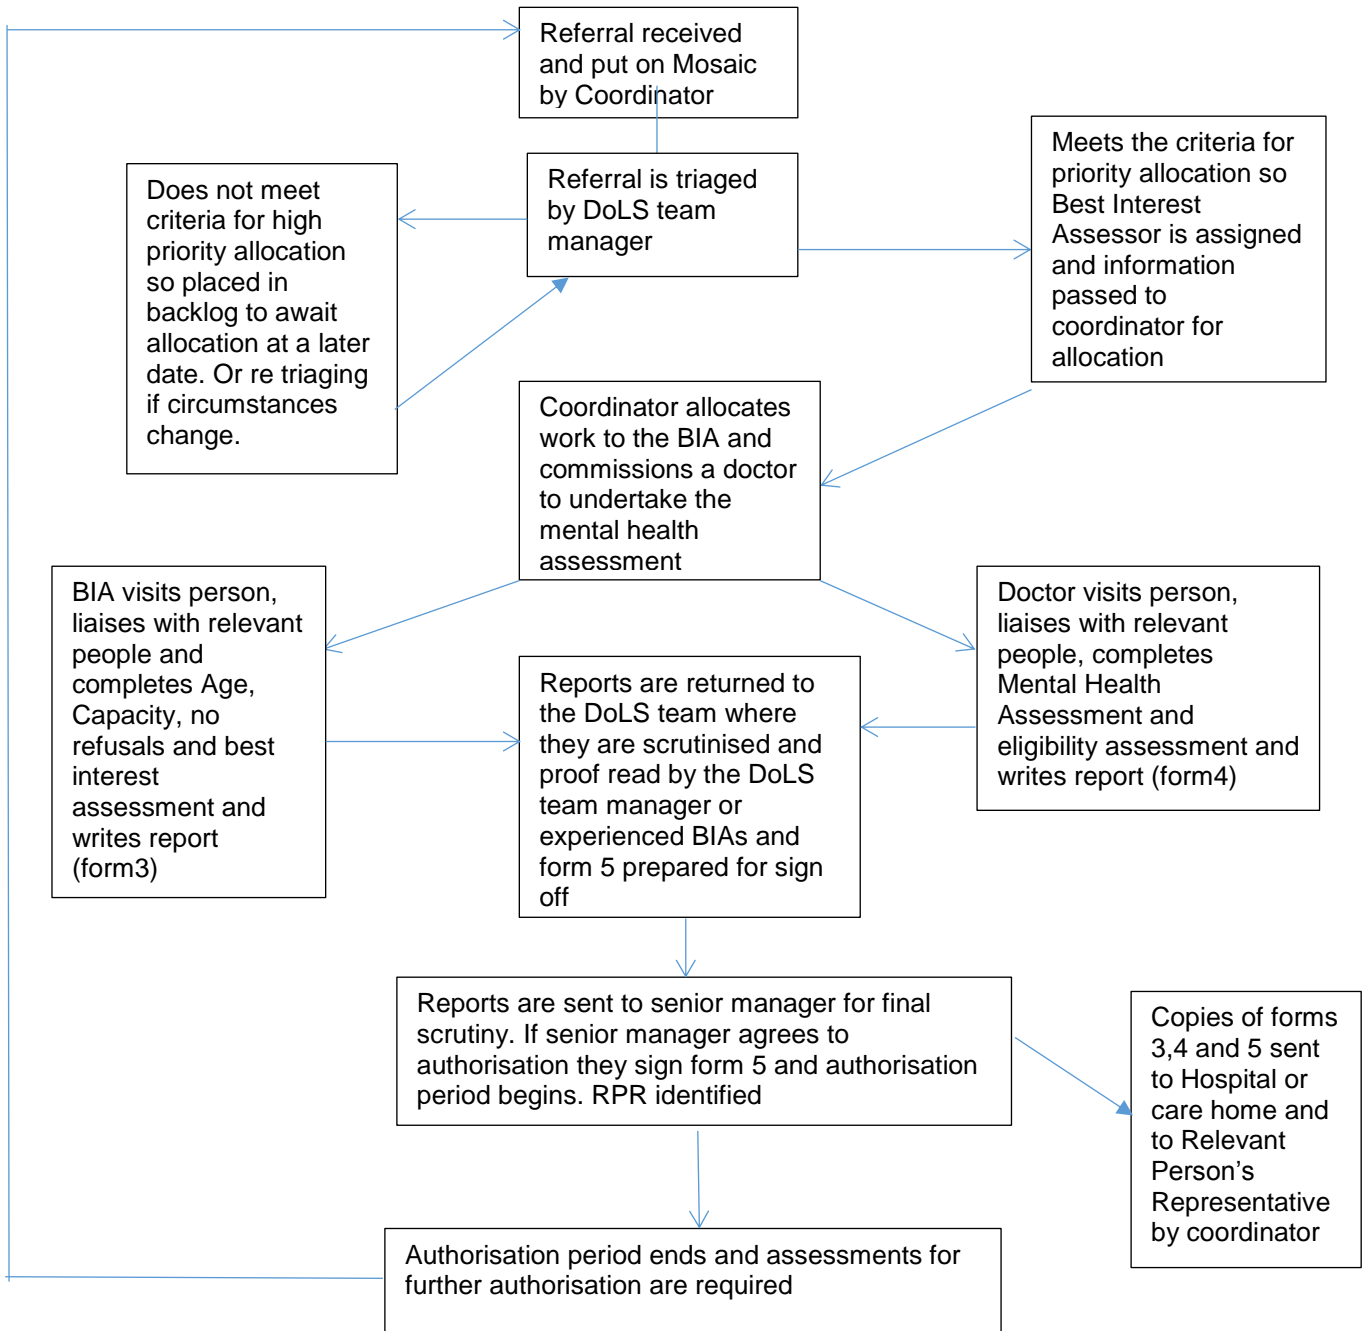 Referral received
and put on Mosaic
by Coordinator
Referral is triaged
by DoLS team
manager
Does not meet
criteria for high
priority allocation
so placed in
backlog to await
allocation at a later
date. Or re triaging
if circumstances
change.
Meets the criteria for
priority allocation so
Best Interest
Assessor is assigned
and information
passed to
coordinator for
allocation
Coordinator allocates
work to the BIA and
commissions a doctor
to undertake the
mental health
assessment
BIA visits person,
liaises with relevant
people and
completes Age,
Capacity, no
refusals and best
interest
assessment and
writes report
(form3)
Doctor visits person,
liaises with relevant
people, completes
Mental Health
Assessment and
eligibility assessment and
writes report (form4)
Reports are returned to
the DoLS team where
they are scrutinised and
proof read by the DoLS
team manager or
experienced BIAs and
form 5 prepared for sign
off
Reports are sent to senior manager for final
scrutiny. If senior manager agrees to
authorisation they sign form 5 and authorisation
period begins. RPR identified
Copies of forms
3,4 and 5 sent
to Hospital or
care home and
to Relevant
Person’s
Representative
by coordinator
Authorisation period ends and assessments for
further authorisation are required